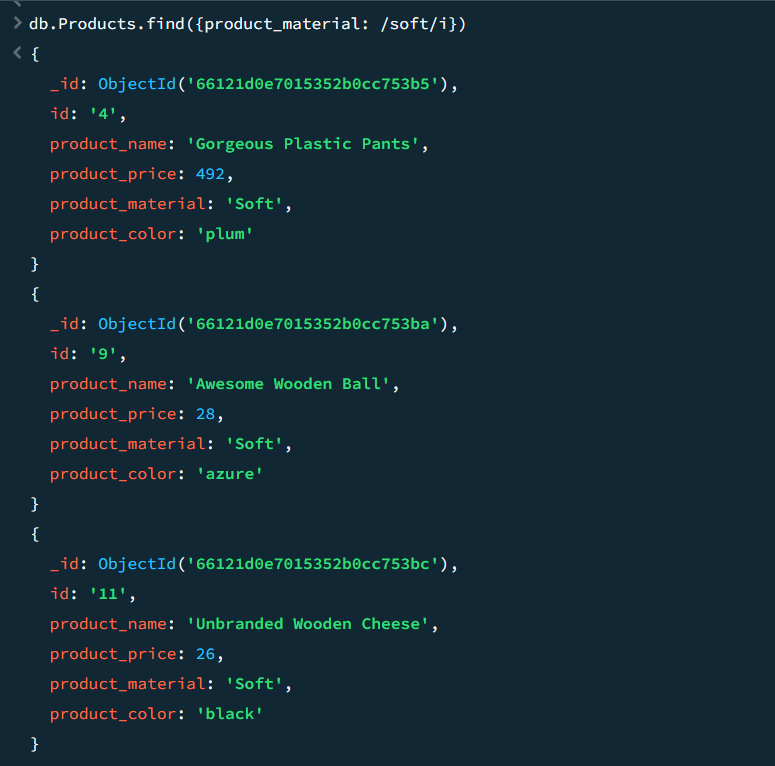 db.Products.find({product_material: /soft/i})
{
_id: ObjectId('66121d0e7015352b0cc753b5'),
id: '4',
product_name: 'Gorgeous Plastic Pants',
product_price: 492,
product_material: 'Soft',
product_color: 'plum'
}
{
_id: ObjectId('66121d0e7015352b0cc753ba'),
id: '9',
product_name: 'Awesome Wooden Ball',
product_price: 28,
product_material: 'Soft',
product_color: 'azure'
}
{
_id: ObjectId('66121d0e7015352b0cc753bc'),
id: '11',
product_name: 'Unbranded Wooden Cheese',
product_price: 26,
product_material: 'Soft',
product_color: 'black'
}